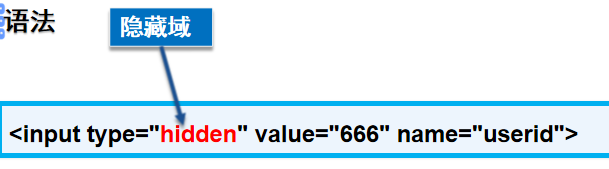 语法
隐藏域
<input type="hidden" value="666" name="userid">